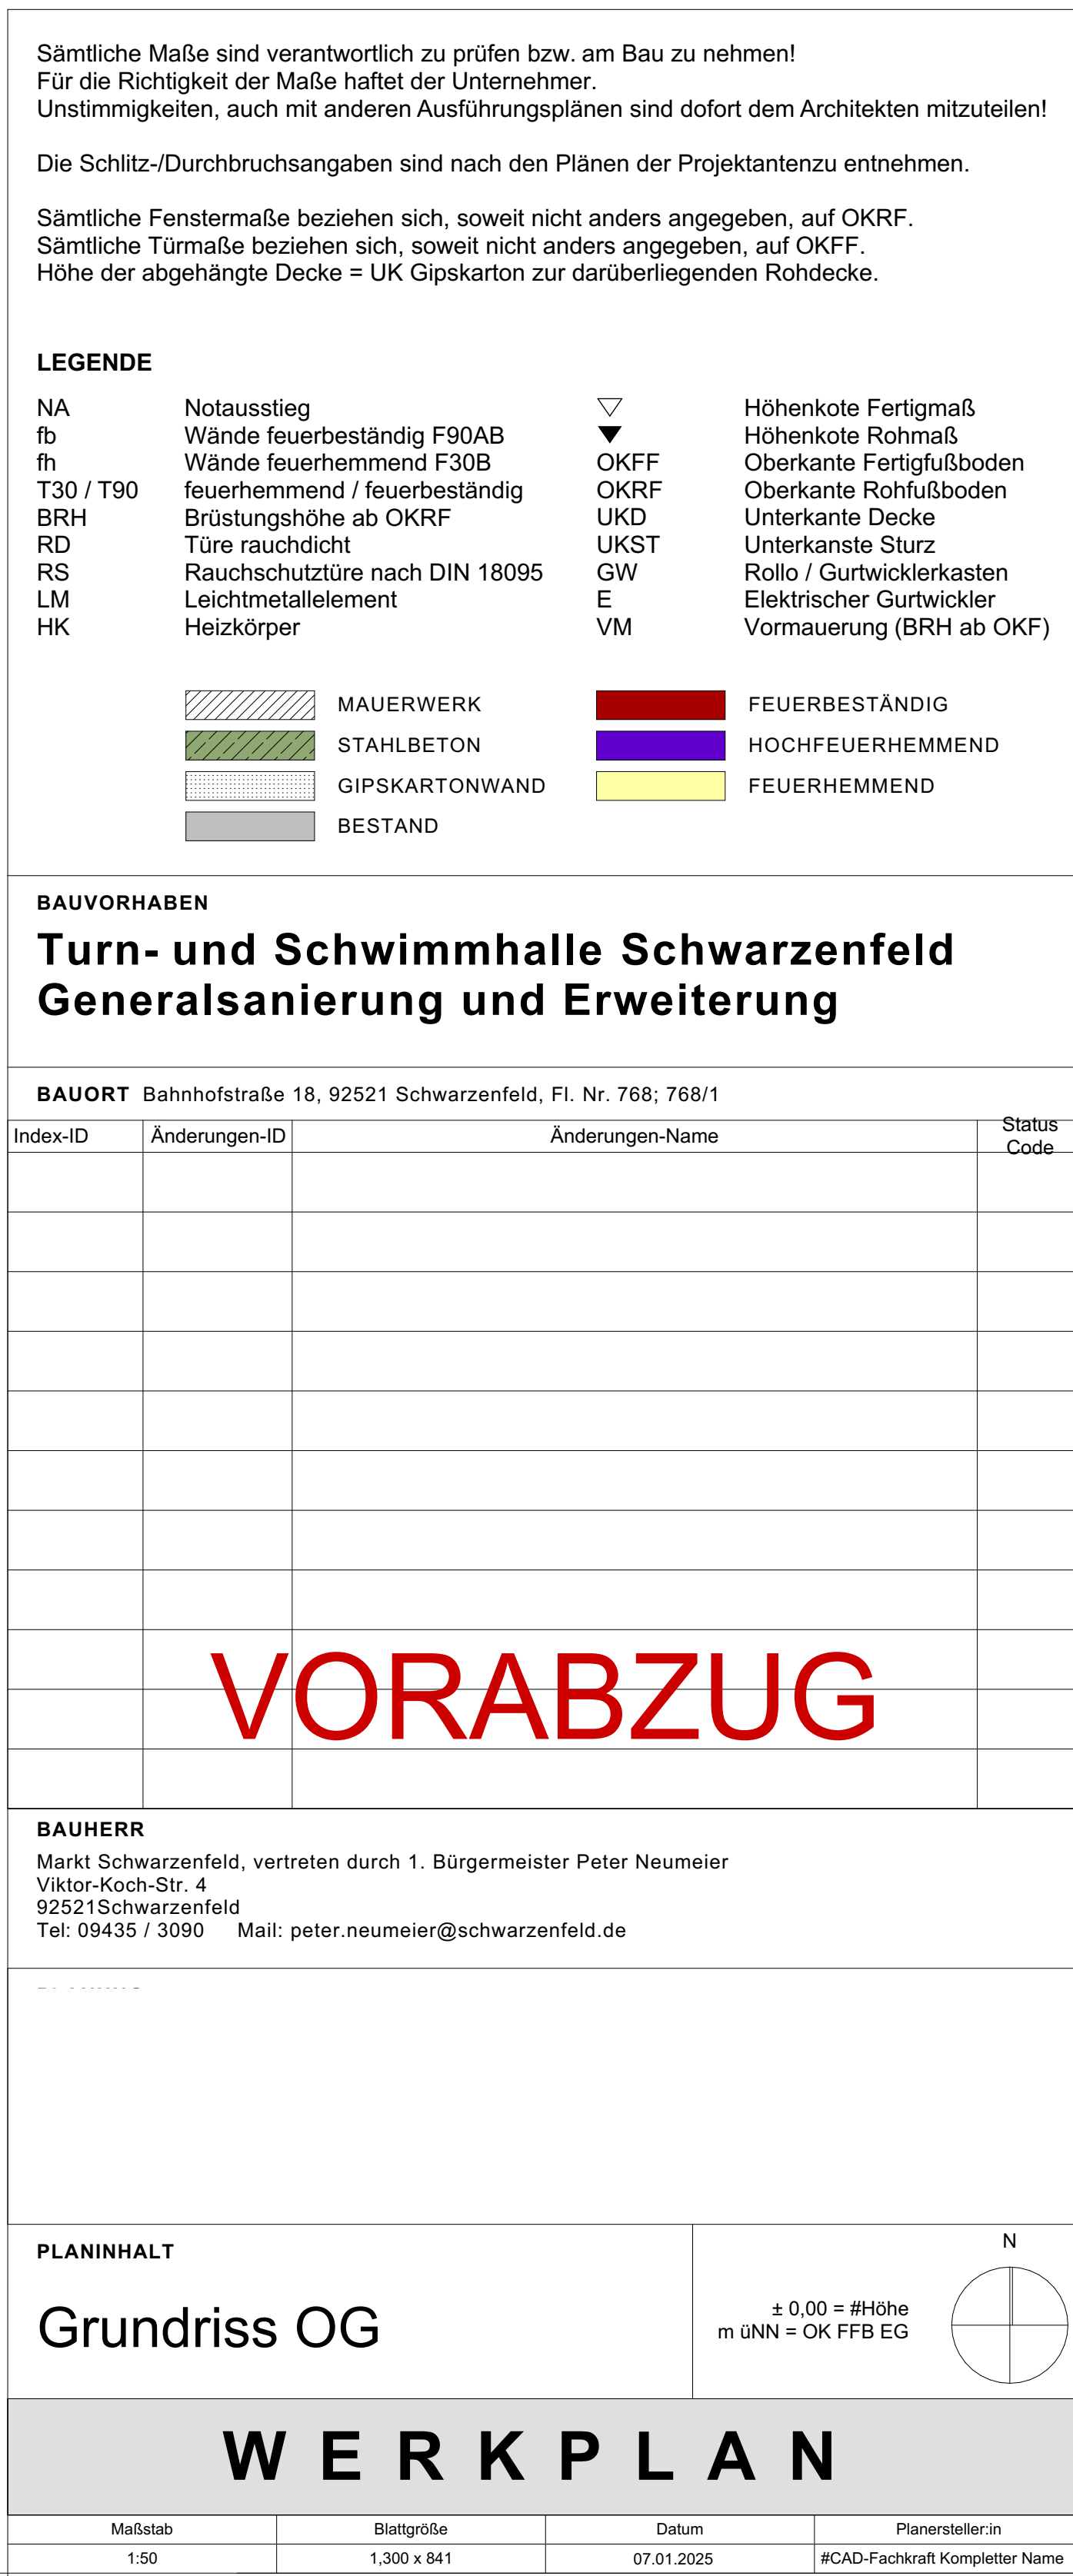 Sämtliche Maße sind verantwortlich zu prüfen bzw. am Bau zu nehmen!
Für die Richtigkeit der Maße haftet der Unternehmer.
Unstimmigkeiten, auch mit anderen Ausführungsplänen sind dofort dem Architekten mitzuteilen!
Die Schlitz-/Durchbruchsangaben sind nach den Plänen der Projektantenzu entnehmen.
Sämtliche Fenstermaße beziehen sich, soweit nicht anders angegeben, auf OKRF.
Sämtliche Türmaße beziehen sich, soweit nicht anders angegeben, auf OKFF.
Höhe der abgehängte Decke = UK Gipskarton zur darüberliegenden Rohdecke.
LEGENDE
NA Notausstieg ▽ Höhenkote Fertigmaß
fb Wände feuerbeständig F90AB ▼ Höhenkote Rohmaß
fh Wände feuerhemmend F30B OKFF Oberkante Fertigfußboden
T30 / T90 feuerhemmend / feuerbeständig OKRF Oberkante Rohfußboden
BRH Brüstungshöhe ab OKRF UKD Unterkante Decke
RD Türe rauchdicht UKST Unterkanste Sturz
RS Rauchschutztüre nach DIN 18095 GW Rollo / Gurtwicklerkasten
LM Leichtmetallelement E Elektrischer Gurtwickler
HK Heizkörper VM Vormauerung (BRH ab OKF)
MAUERWERK FEUERBESTÄNDIG
STAHLBETON HOCHFEUERHEMMEND
GIPSKARTONWAND FEUERHEMMEND
BESTAND
BAUVORHABEN
Turn- und Schwimmhalle Schwarzenfeld
Generalsanierung und Erweiterung
BAUORT Bahnhofstraße 18, 92521 Schwarzenfeld, Fl. Nr. 768; 768/1
Index-ID Änderungen-ID Änderungen-Name Status Code
VORABZUG
BAUHERR
Markt Schwarzenfeld, vertreten durch 1. Bürgermeister Peter Neumeier
Viktor-Koch-Str. 4
92521Schwarzenfeld
Tel: 09435 / 3090 Mail: peter.neumeier@schwarzenfeld.de
PLANINHALT
Grundriss OG
N
± 0,00 = #Höhe
m üNN = OK FFB EG
WERKPLAN
Maßstab Blattgröße Datum Planersteller:in
1:50 1,300 x 841 07.01.2025 #CAD-Fachkraft Kompletter Name